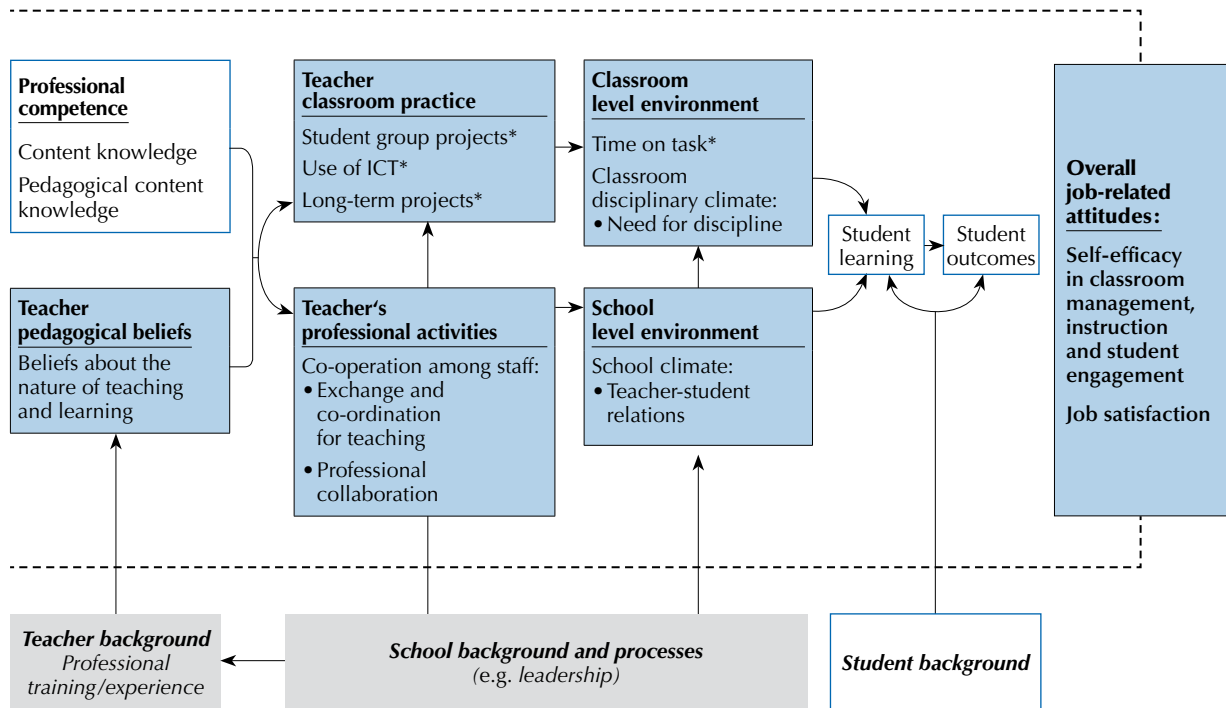 Professional
competence
Content knowledge
Pedagogical content
knowledge
Teacher
pedagogical beliefs
Beliefs about the
nature of teaching
and learning
Teacher
classroom practice
Student group projects*
Use of ICT*
Long-term projects*
Teacher‘s
professional activities
Co-operation among staff:
• Exchange and
co-ordination
for teaching
• Professional
collaboration
Classroom
level environment
Time on task*
Classroom
disciplinary climate:
• Need for discipline
School
level environment
School climate:
• Teacher-student
relations
Student
learning
Student
outcomes
Overall
job-related
attitudes:
Self-efficacy
in classroom
management,
instruction
and student
engagement
Job satisfaction
Teacher background
Professional
training/experience
School background and processes
(e.g. leadership)
Student background